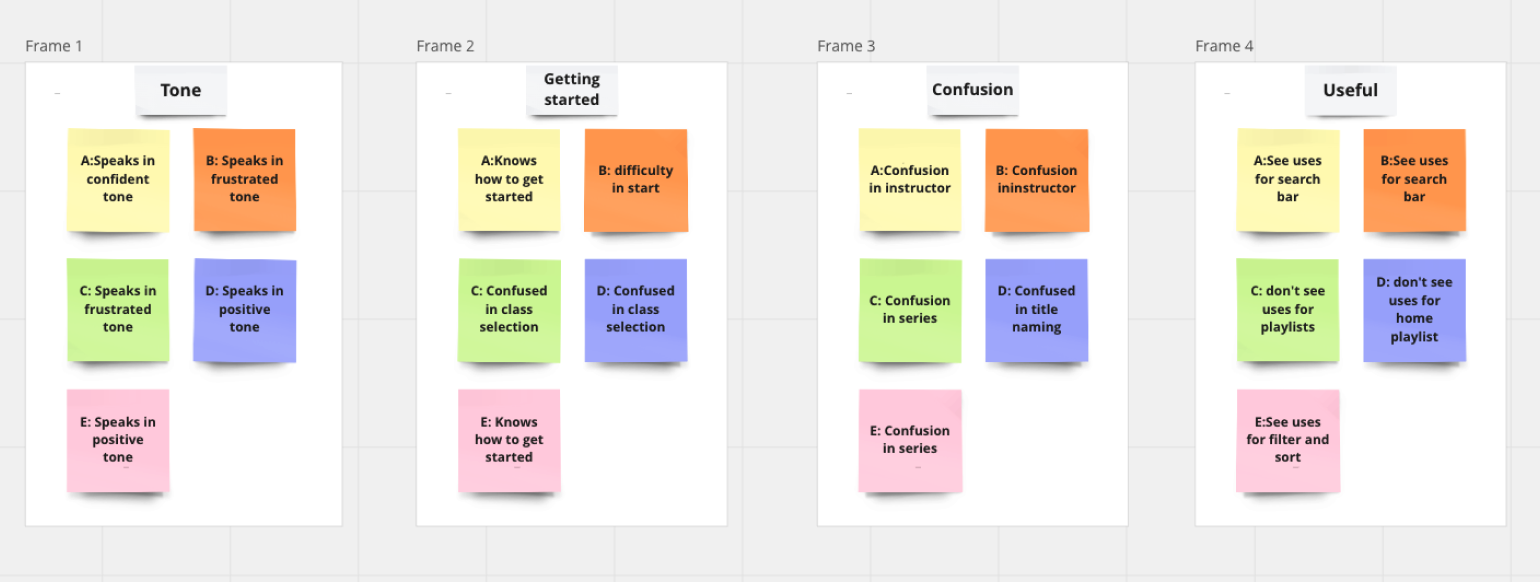 Frame 1
Tone
A:Speaks in
confident
tone
B: Speaks in
frustrated
tone
C: Speaks in
frustrated
tone
D: Speaks in
positive
tone
E: Speaks in
positive
tone
Frame 2
Getting
started
A:Knows
how to get
started
B: difficulty
in start
C: Confused
in class
selection
D: Confused
in class
selection
E: Knows
how to get
started
Frame 3
Confusion
A:Confusion
in instructor
B: Confusion
ininstructor
C: Confusion
in series
D: Confused
in title
naming
E: Confusion
in series
Frame 4
Useful
A:See uses
for search
bar
B:See uses
for search
bar
C: don't see
uses for
playlists
D: don't see
uses for
home
playlist
E:See uses
for filter and
sort